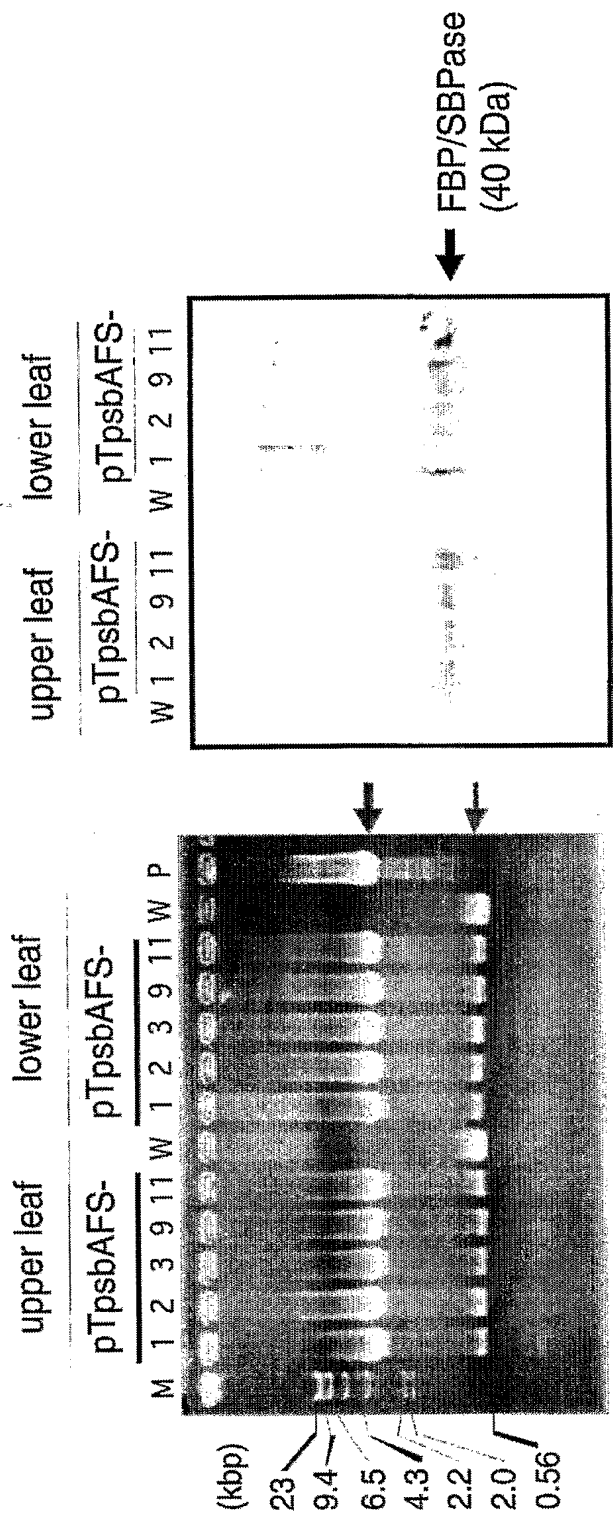 upper leaf lower leaf
pTpsbAFS- pTpsbAFS-
M 1 2 3 9 11 W 1 2 3 9 11 W P
(kbp)
23
9.4
6.5
4.3
2.2
2.0
0.56
upper leaf lower leaf
pTpsbAFS- pTpsbAFS-
W 1 2 9 11 W 1 2 9 11
FBP/SBPase
(40 kDa)